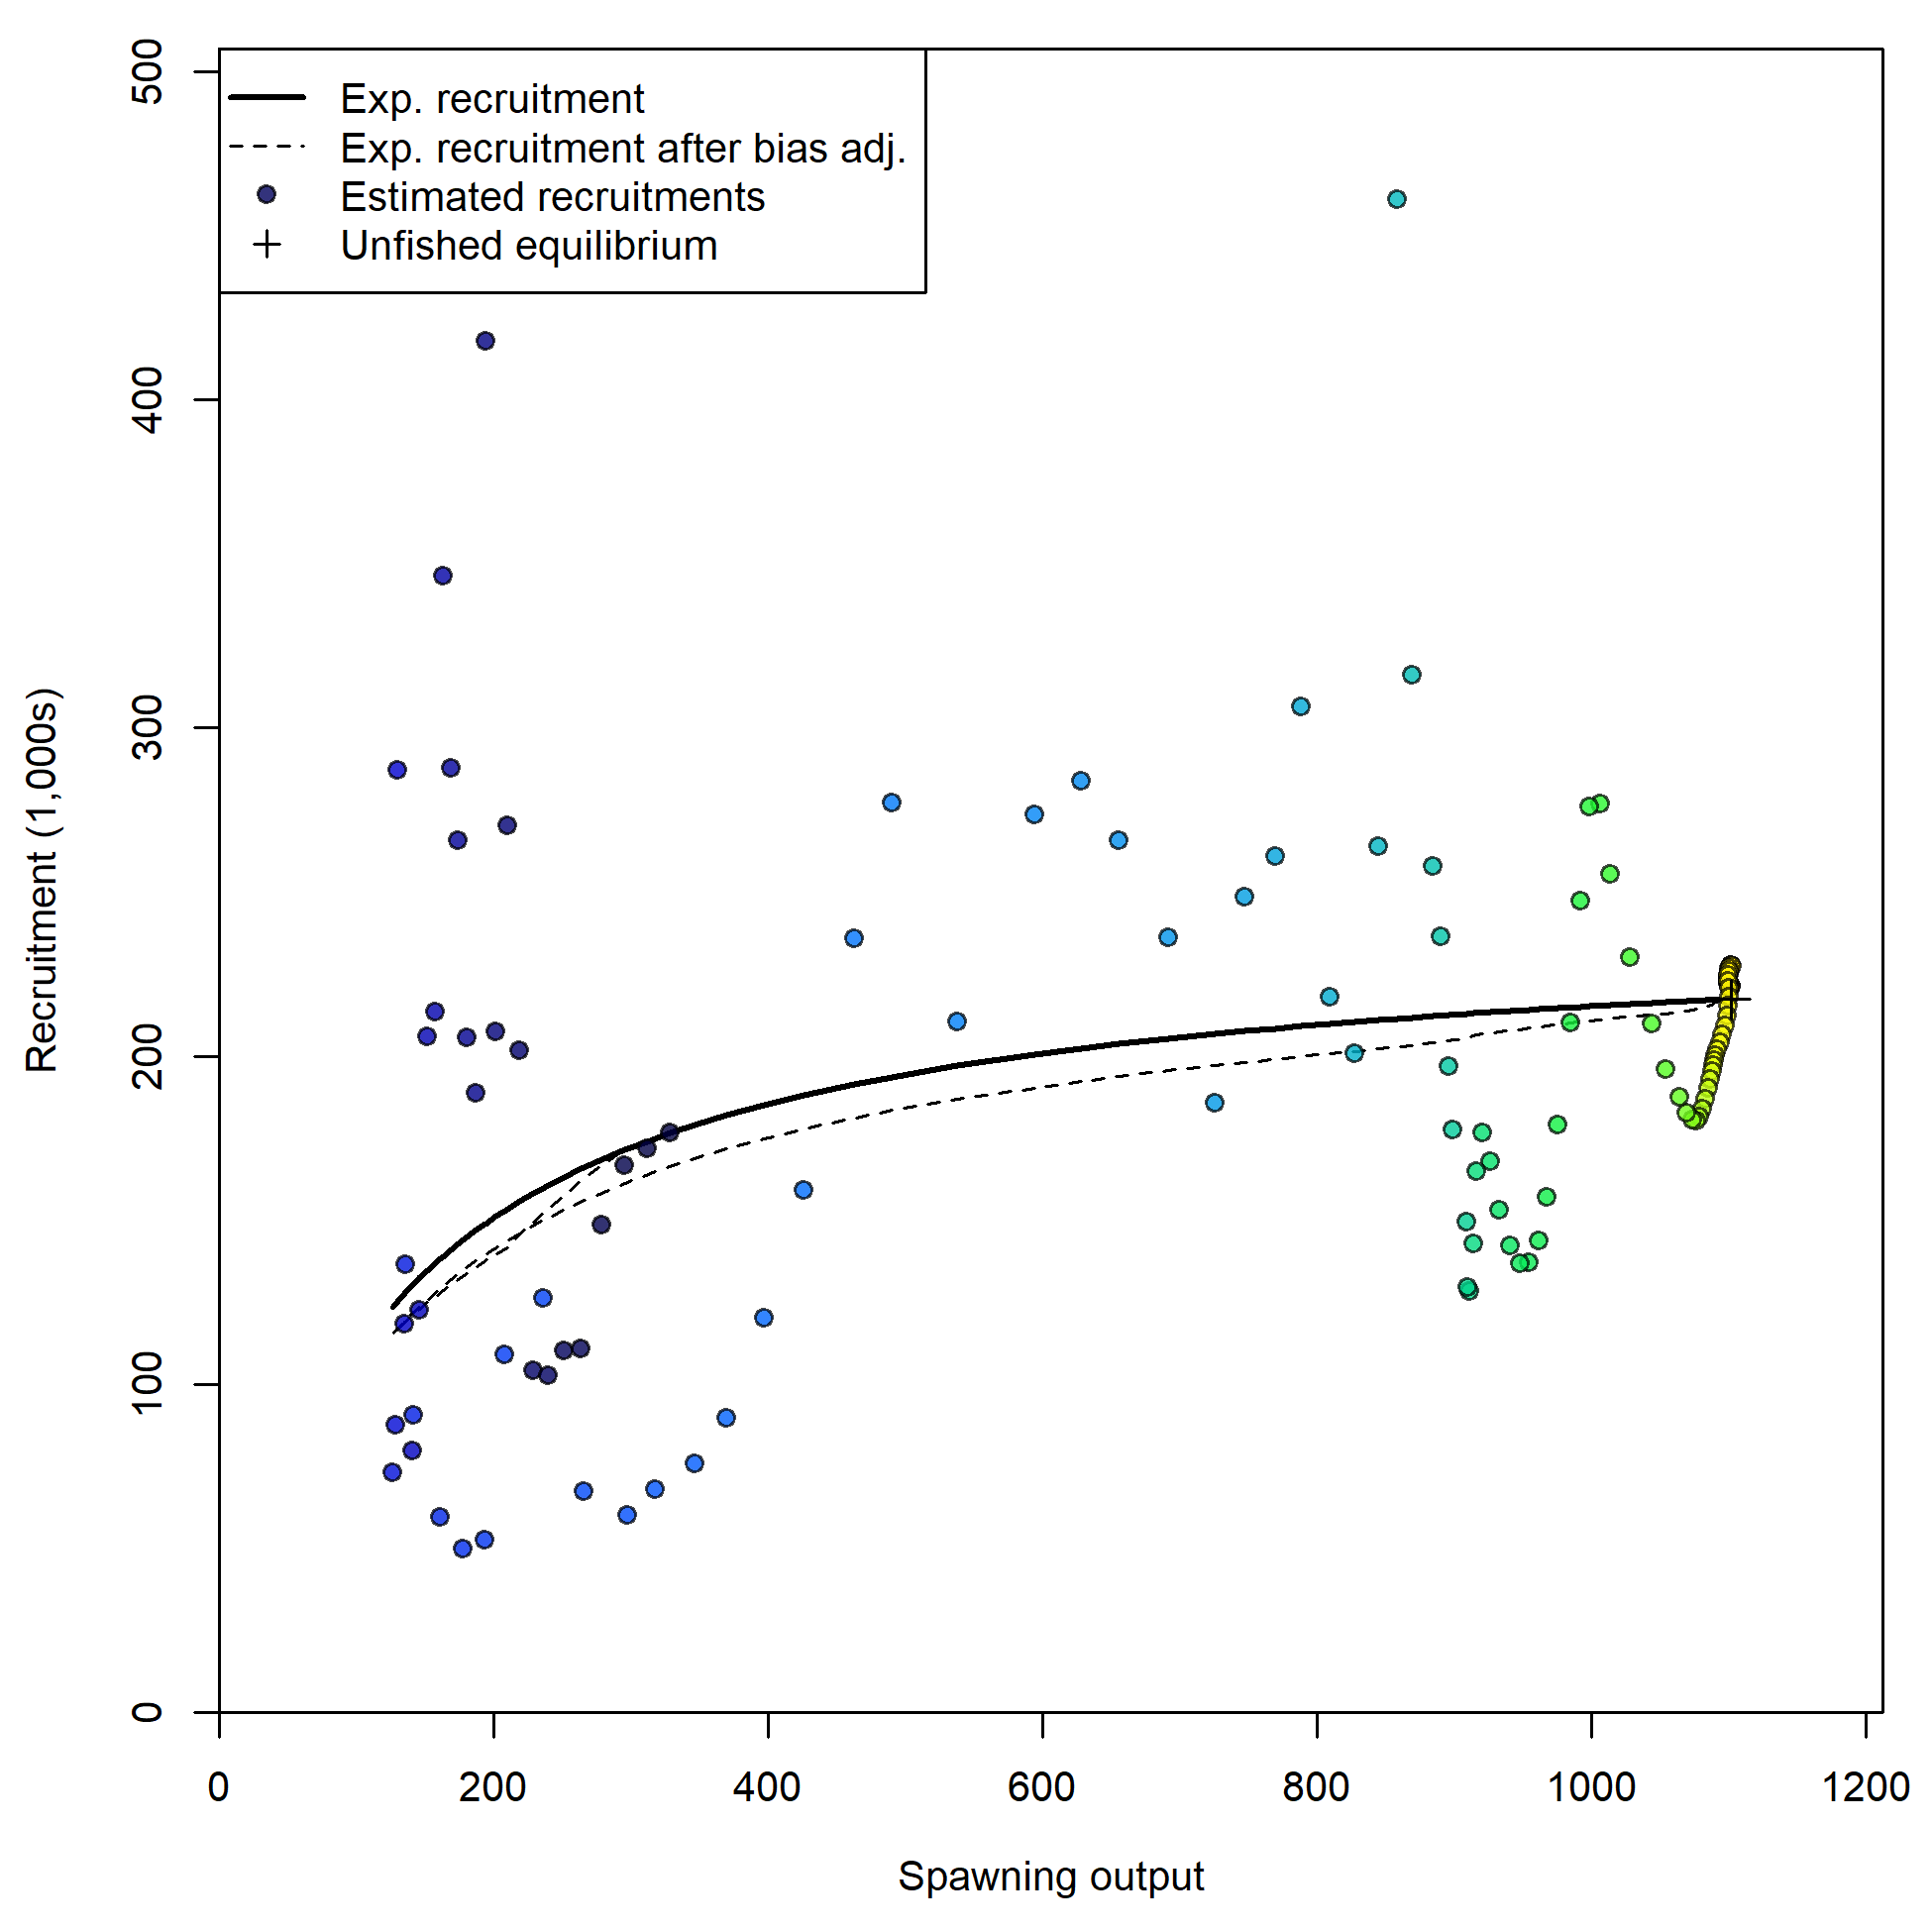 Exp. recruitment
Exp. recruitment after bias adj.
Estimated recruitments
Unfished equilibrium
Recruitment (1,000s)
500
400
300
200
100
0
0 200 400 600 800 1000 1200
Spawning output